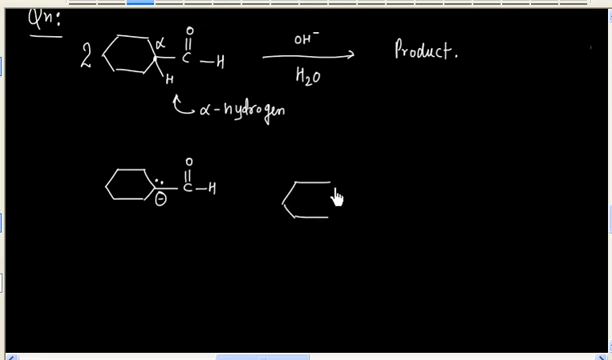 Qn:
2 α C O H H OH⁻ H₂O Product.
α-hydrogen
.. ⊖ C O H